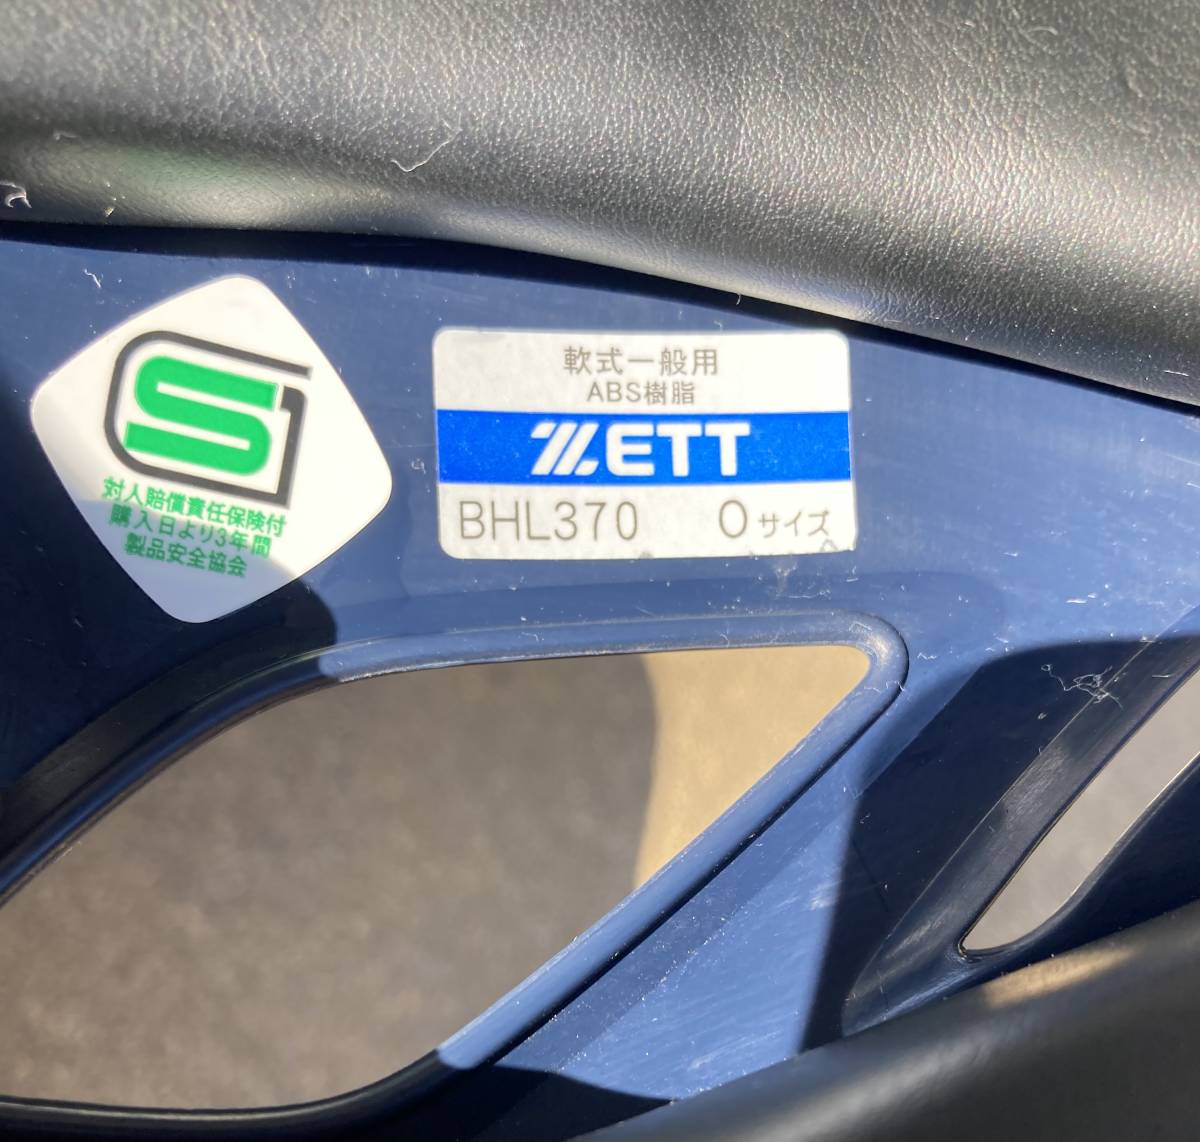 S
対人賠償責任保険付
購入日より3年間
製品安全協会
軟式一般用
ABS樹脂
ZETT
BHL370 Oサイズ